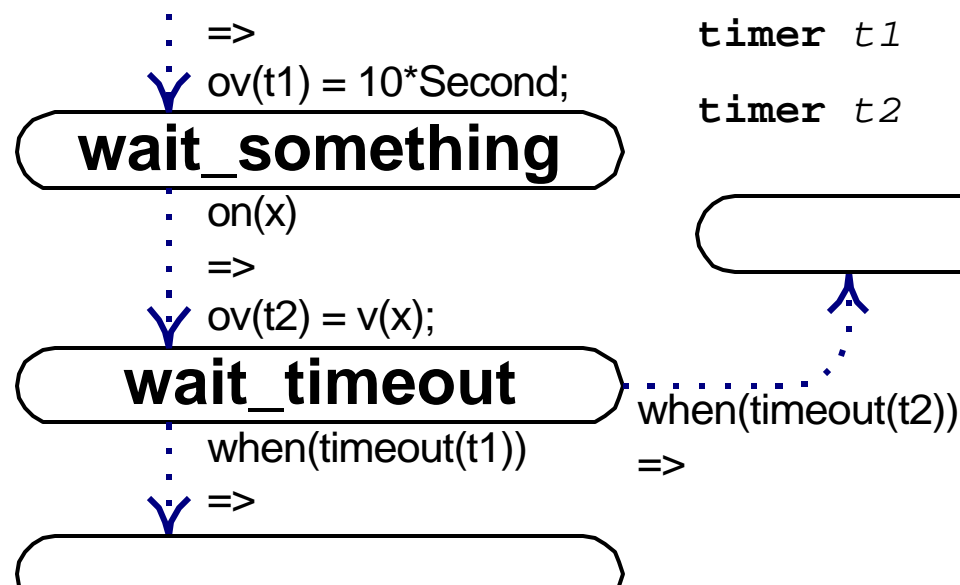 =>
ov(t1) = 10*Second;
timer t1
timer t2
wait_something
on(x)
=>
ov(t2) = v(x);
wait_timeout
when(timeout(t1))
=>
when(timeout(t2))
=>